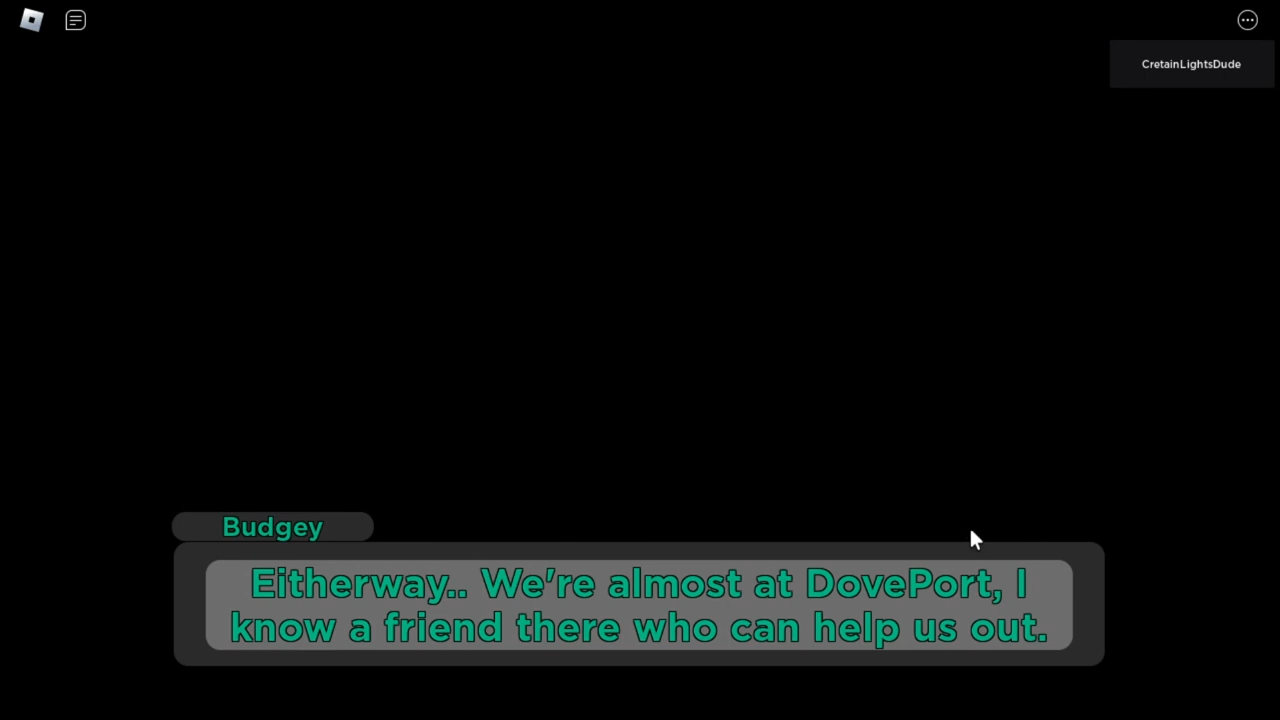 CretainLightsDude
Budgey
Eitherway.. We're almost at DovePort, I
know a friend there who can help us out.